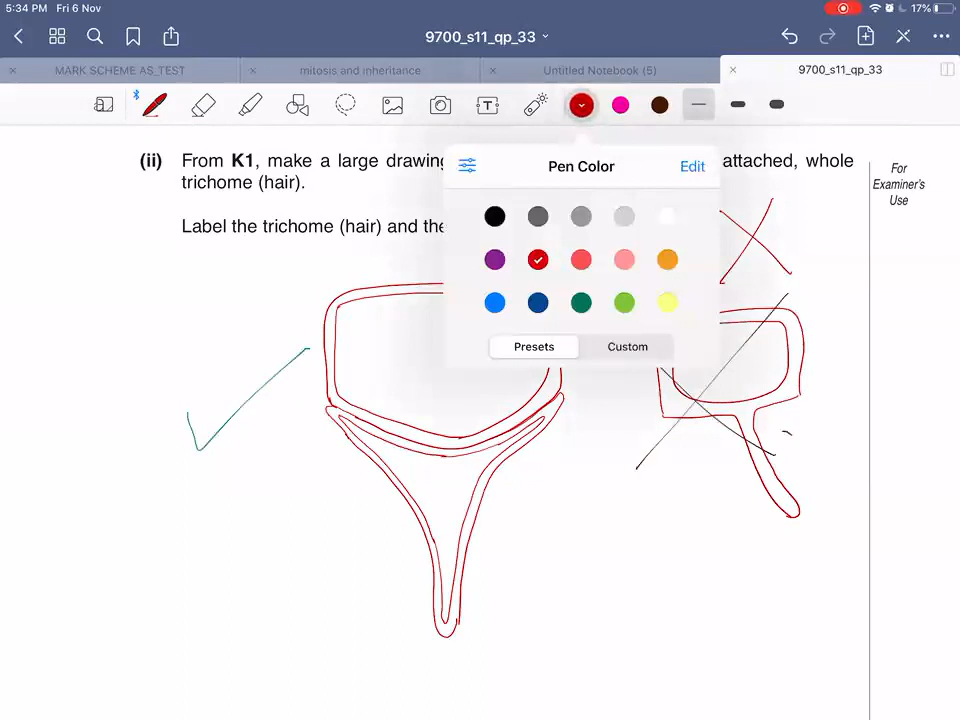 5:34 PM Fri 6 Nov
17%
9700_s11_qp_33
MARK SCHEME AS_TEST
mitosis and inheritance
Untitled Notebook (5)
9700_s11_qp_33
Pen Color
Edit
Presets
Custom
(ii) From K1, make a large drawing attached, whole
trichome (hair).
Label the trichome (hair) and the
For
Examiner's
Use